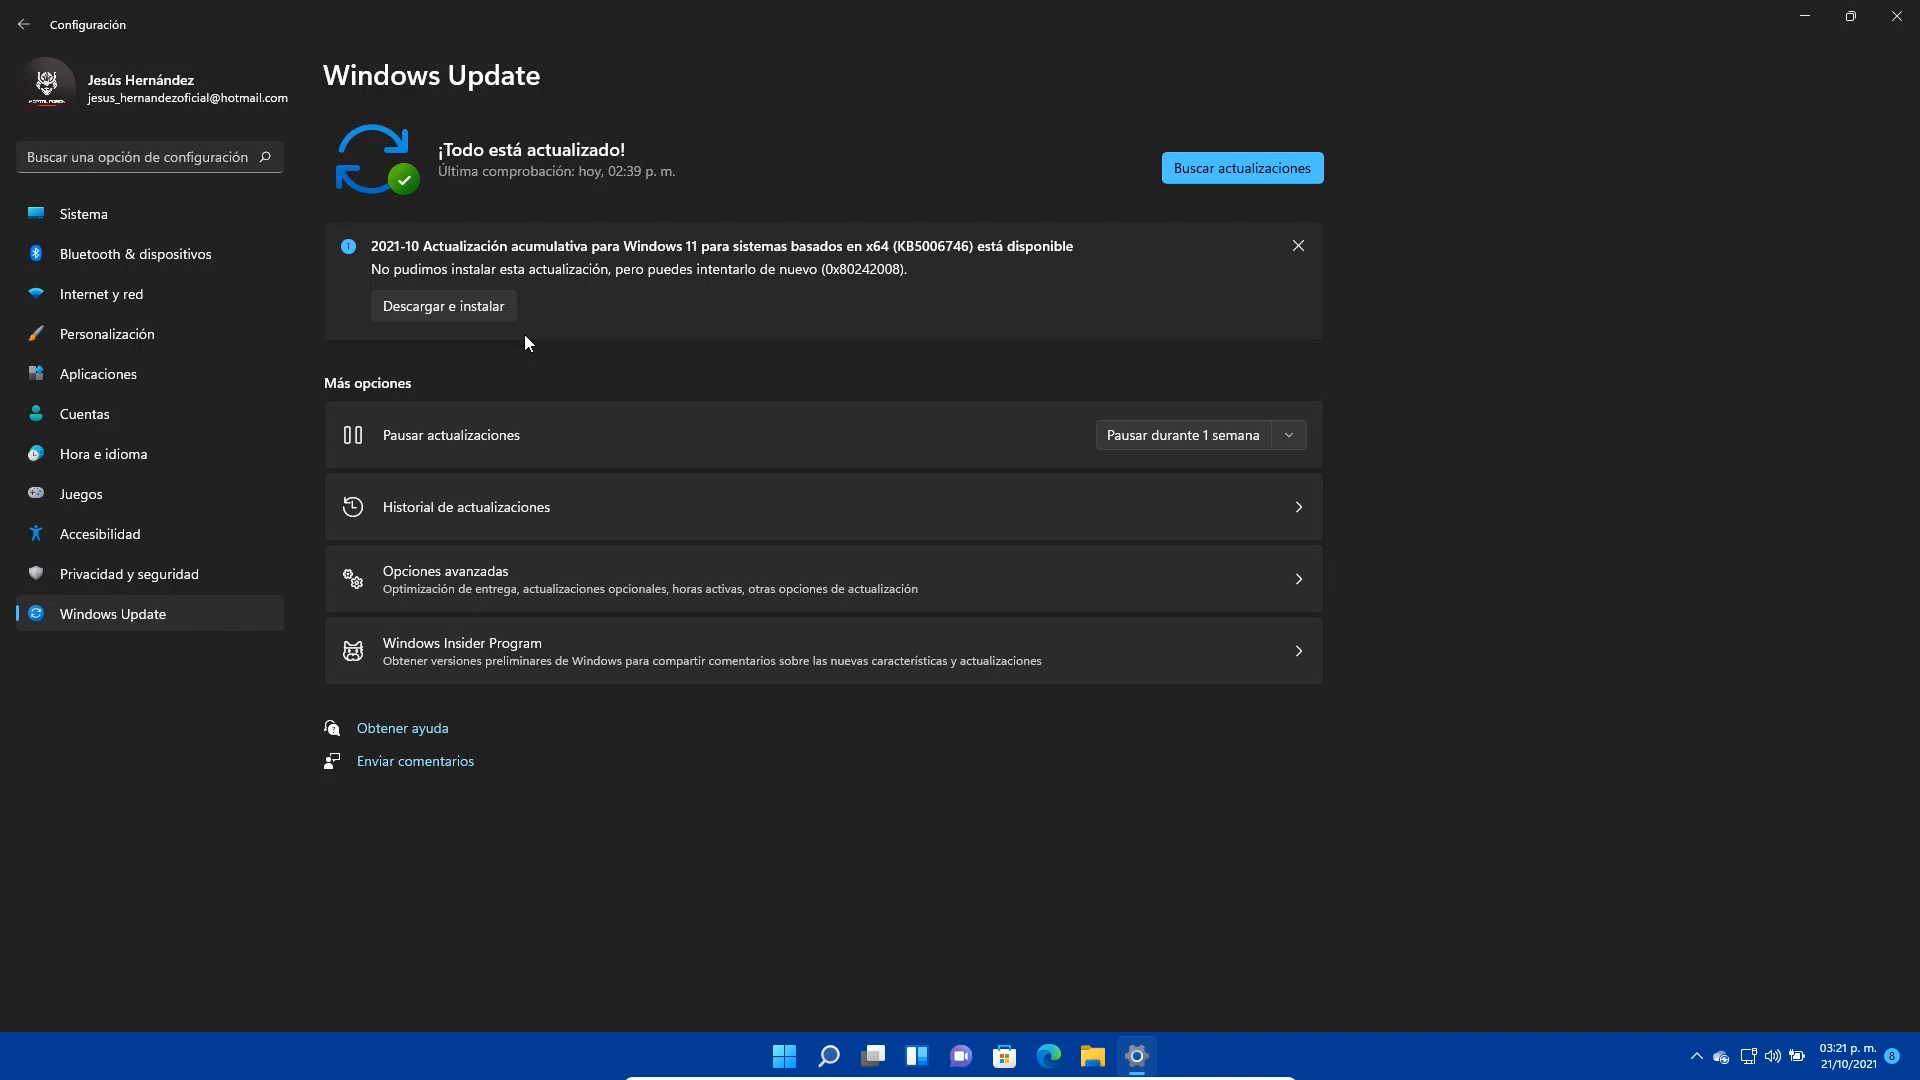 Configuración
Jesús Hernández
jesus_hernandezoficial@hotmail.com
Buscar una opción de configuración
Sistema
Bluetooth & dispositivos
Internet y red
Personalización
Aplicaciones
Cuentas
Hora e idioma
Juegos
Accesibilidad
Privacidad y seguridad
Windows Update
Windows Update
¡Todo está actualizado!
Última comprobación: hoy, 02:39 p. m.
Buscar actualizaciones
2021-10 Actualización acumulativa para Windows 11 para sistemas basados en x64 (KB5006746) está disponible
No pudimos instalar esta actualización, pero puedes intentarlo de nuevo (0x80242008).
Descargar e instalar
Más opciones
Pausar actualizaciones
Pausar durante 1 semana
Historial de actualizaciones
Opciones avanzadas
Optimización de entrega, actualizaciones opcionales, horas activas, otras opciones de actualización
Windows Insider Program
Obtener versiones preliminares de Windows para compartir comentarios sobre las nuevas características y actualizaciones
Obtener ayuda
Enviar comentarios
03:21 p. m.
21/10/2021
8